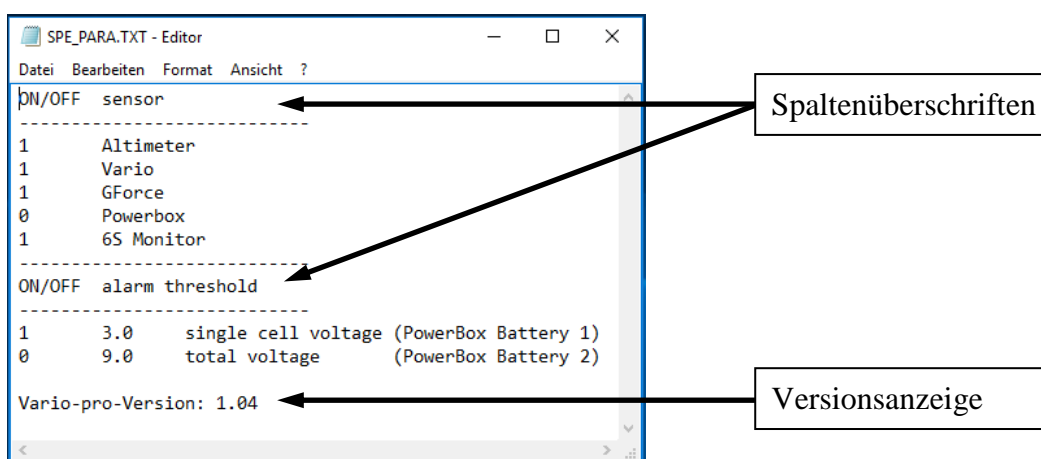 SPE_PARA.TXT - Editor
Datei Bearbeiten Format Ansicht ?
ON/OFF sensor
----------------------------
1 Altimeter
1 Vario
1 GForce
0 Powerbox
1 6S Monitor
----------------------------
ON/OFF alarm threshold
----------------------------
1 3.0 single cell voltage (PowerBox Battery 1)
0 9.0 total voltage (PowerBox Battery 2)
Vario-pro-Version: 1.04
Spaltenüberschriften
Versionsanzeige